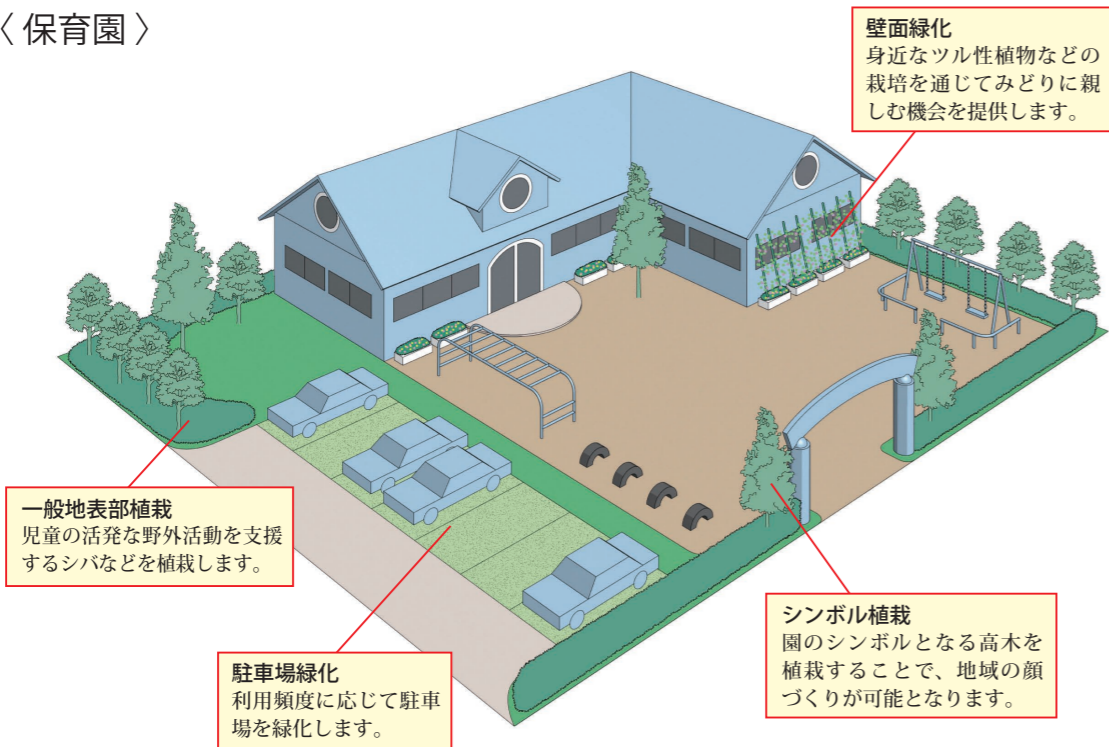 〈 保育園 〉
壁面緑化
身近なツル性植物などの
栽培を通じてみどりに親
しむ機会を提供します。
一般地表部植栽
児童の活発な野外活動を支援
するシバなどを植栽します。
駐車場緑化
利用頻度に応じて駐車
場を緑化します。
シンボル植栽
園のシンボルとなる高木を
植栽することで、地域の顔
づくりが可能となります。